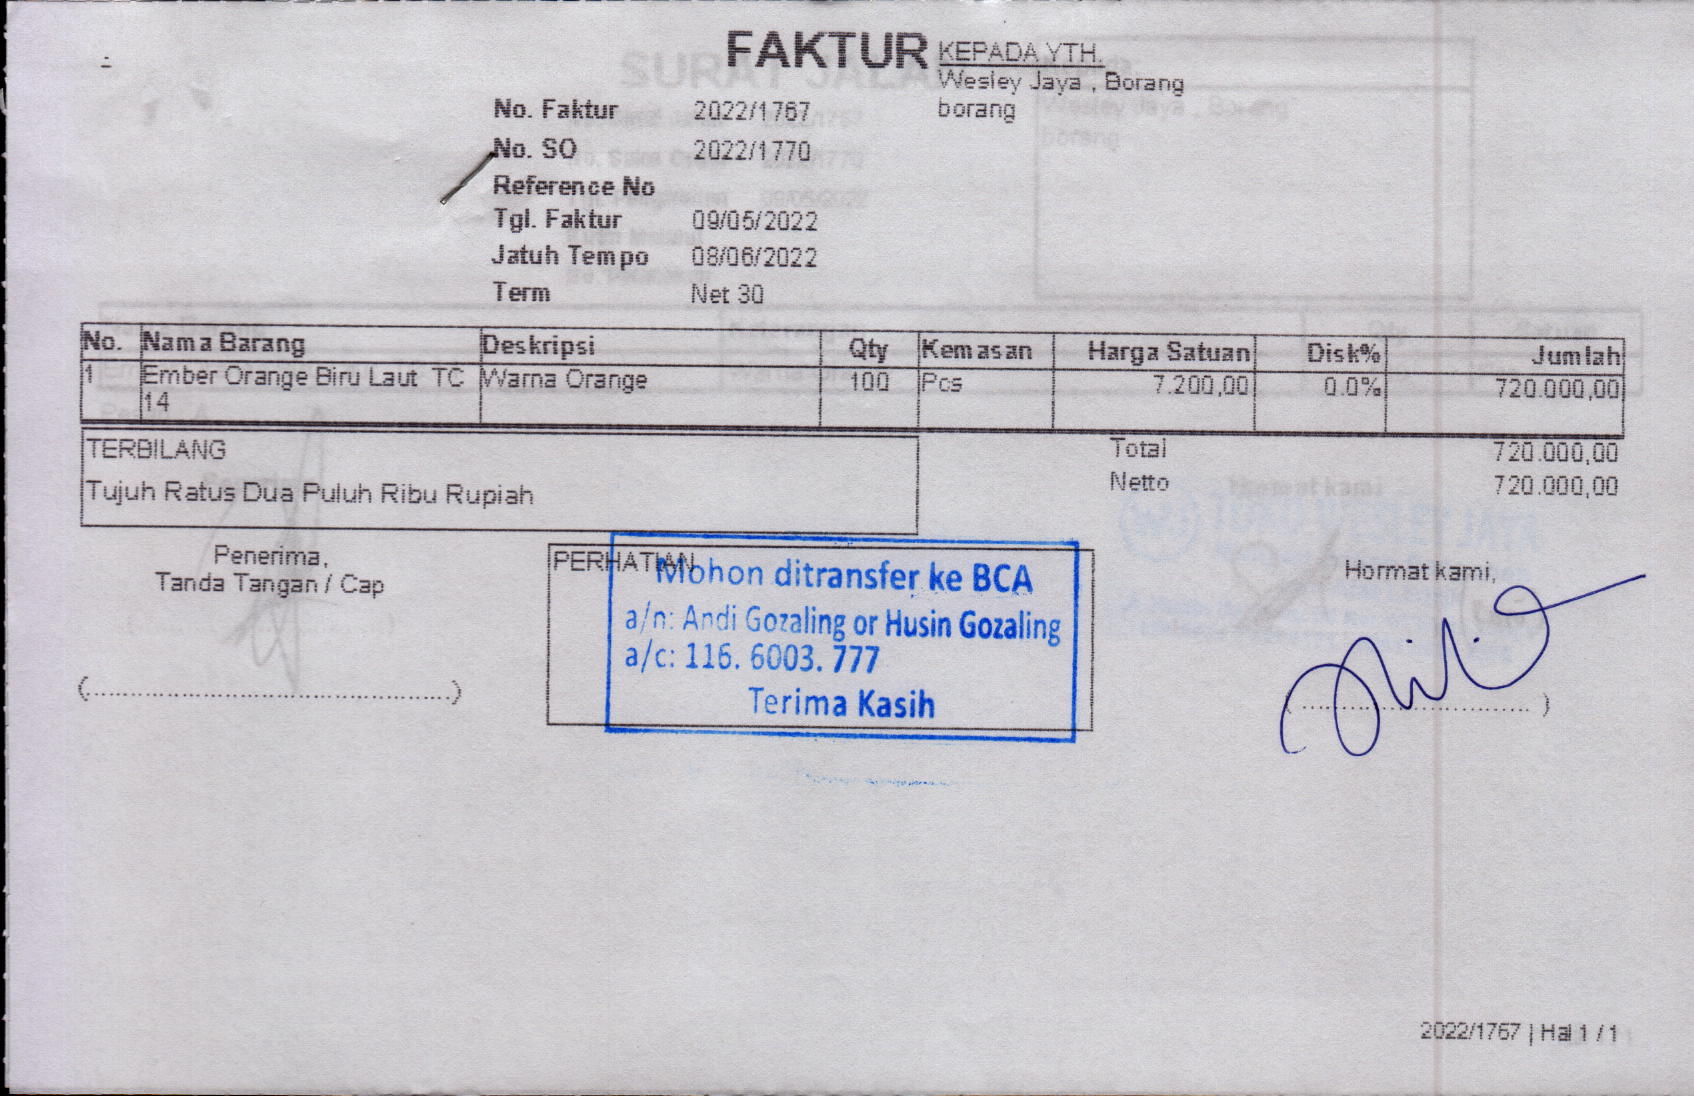 FAKTUR
KEPADA YTH.
Wesley Jaya , Borang
borang
No. Faktur 2022/1767
No. SO 2022/1770
Reference No
Tgl. Faktur 09/05/2022
Jatuh Tempo 08/06/2022
Term Net 30
No. Nama Barang Deskripsi Qty Kemasan Harga Satuan Disk% Jumlah
1 Ember Orange Biru Laut TC Warna Orange 100 Pcs 7.200,00 0.0% 720.000,00
14
TERBILANG
Tujuh Ratus Dua Puluh Ribu Rupiah
Total 720.000,00
Netto 720.000,00
Penerima,
Tanda Tangan / Cap
(..................................................)
PERHATIAN
Mohon ditransfer ke BCA
a/n: Andi Gozaling or Husin Gozaling
a/c: 116. 6003. 777
Terima Kasih
Hormat kami,
(................................)
2022/1767 | Hal 1 / 1